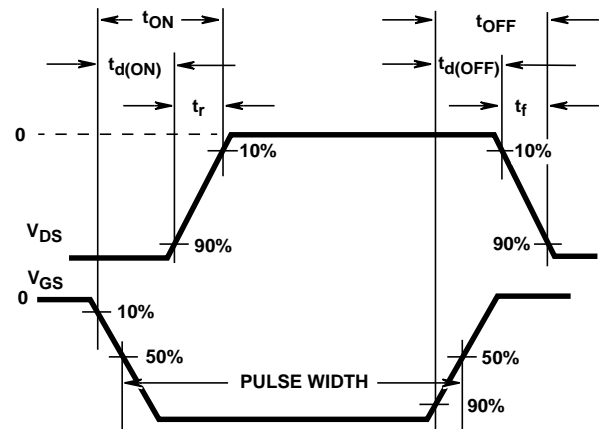 tON
tOFF
td(ON)
td(OFF)
tr
tf
0
10%
10%
VDS
90%
90%
VGS
0
10%
50%
50%
PULSE WIDTH
90%